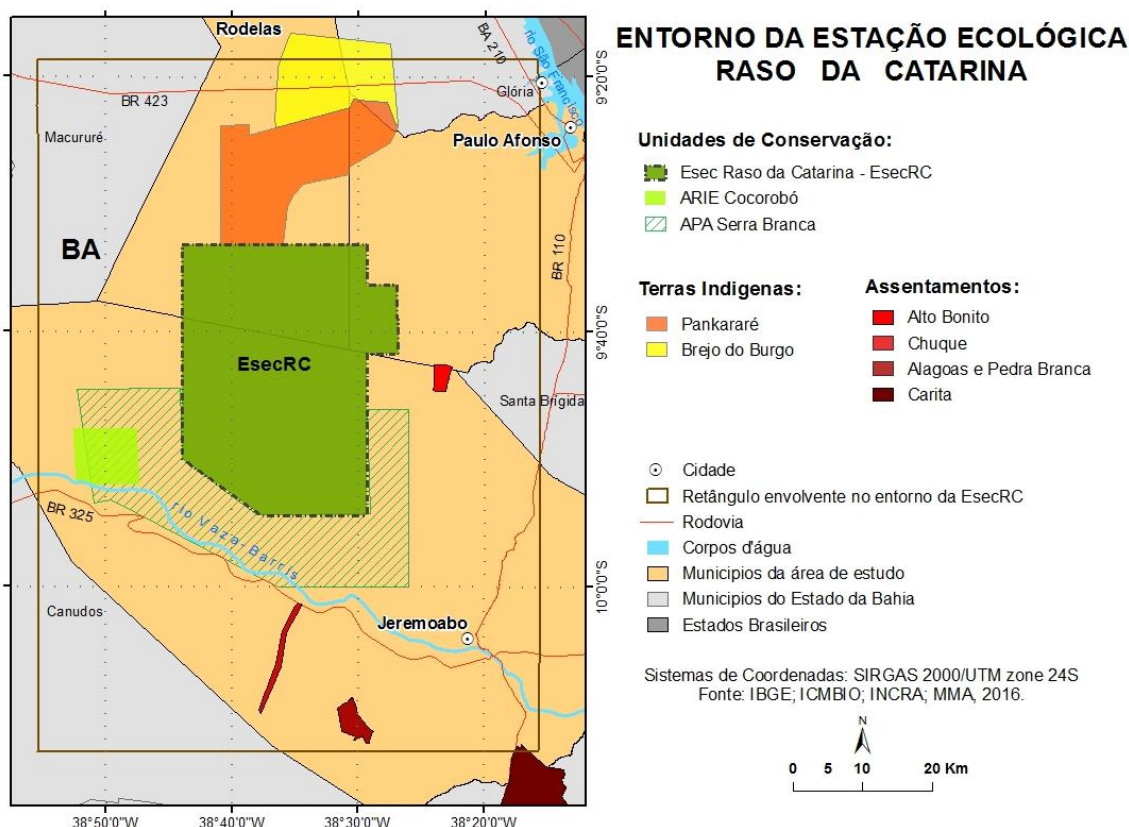 ENTORNO DA ESTAÇÃO ECOLÓGICA
RASO DA CATARINA
Unidades de Conservação:
Esec Raso da Catarina - EsecRC
ARIE Cocorobó
APA Serra Branca
Terras Indigenas:
Pankararé
Brejo do Burgo
Assentamentos:
Alto Bonito
Chuque
Alagoas e Pedra Branca
Carita
Cidade
Retângulo envolvente no entorno da EsecRC
Rodovia
Corpos d'água
Municipios da área de estudo
Municipios do Estado da Bahia
Estados Brasileiros
Sistemas de Coordenadas: SIRGAS 2000/UTM zone 24S
Fonte: IBGE; ICMBIO; INCRA; MMA, 2016.
N
0 5 10 20 Km
Rodelas
BA 210
rio São Francisco
BR 423
Glória
Macururé
Paulo Afonso
BA
BR 110
EsecRC
Santa Brígida
BR 325
rio Vaza-Barris
Canudos
Jeremoabo
9°20'0"S
9°40'0"S
10°0'0"S
38°50'0"W
38°40'0"W
38°30'0"W
38°20'0"W